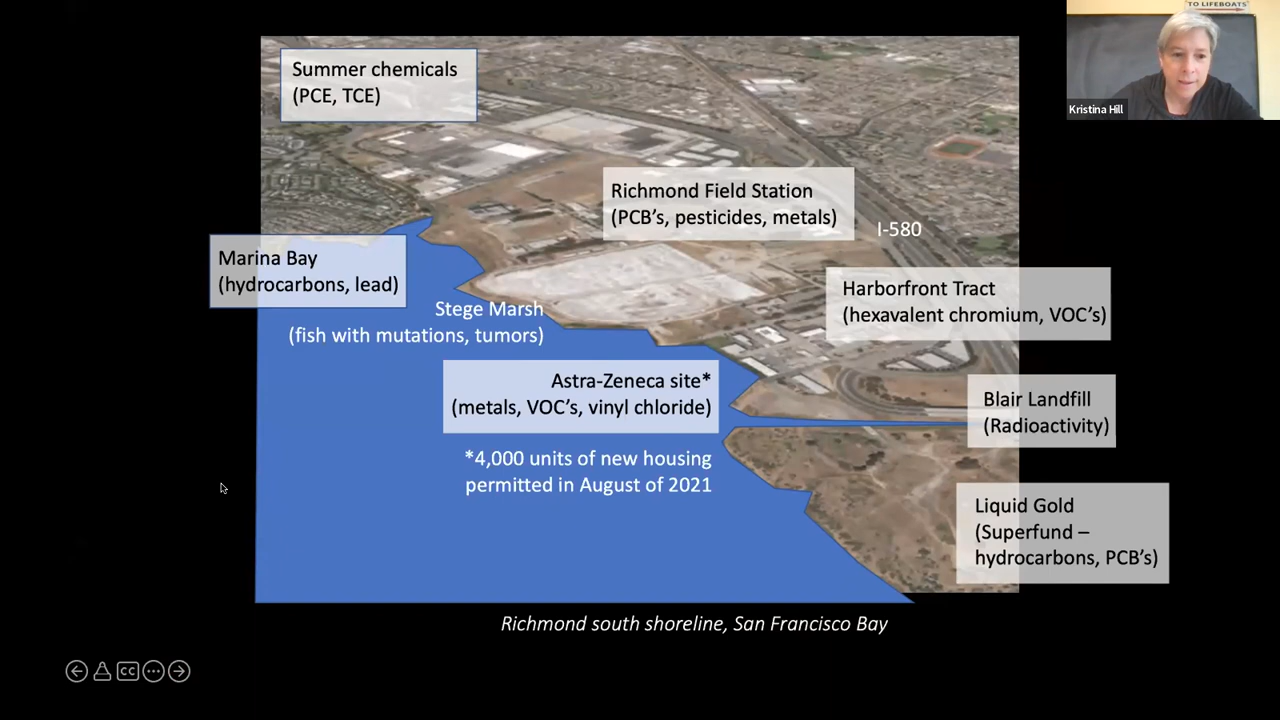 TO LIFEBOATS
Kristina Hill
Summer chemicals
(PCE, TCE)
Richmond Field Station
(PCB's, pesticides, metals)
I-580
Marina Bay
(hydrocarbons, lead)
Harborfront Tract
(hexavalent chromium, VOC's)
Stege Marsh
(fish with mutations, tumors)
Astra-Zeneca site*
(metals, VOC's, vinyl chloride)
Blair Landfill
(Radioactivity)
*4,000 units of new housing
permitted in August of 2021
Liquid Gold
(Superfund –
hydrocarbons, PCB's)
Richmond south shoreline, San Francisco Bay
CC